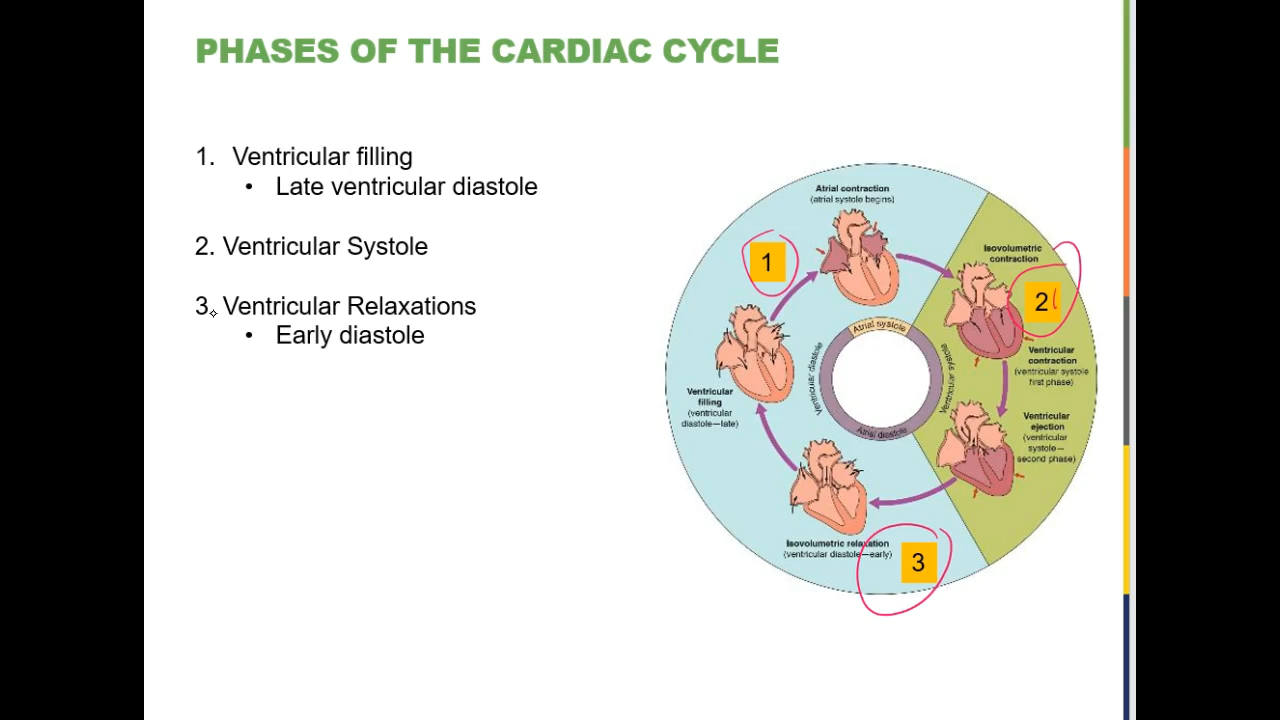 PHASES OF THE CARDIAC CYCLE
1. Ventricular filling
• Late ventricular diastole
2. Ventricular Systole
3. Ventricular Relaxations
• Early diastole
Atrial contraction
(atrial systole begins)
1
Isovolumetric
contraction
2
Ventricular
contraction
(ventricular systole
first phase)
Ventricular
ejection
(ventricular
systole—
second phase)
Isovolumetric relaxation
(ventricular diastole—early)
3
Ventricular
filling
(ventricular
diastole—late)
Atrial systole
Ventricular systole
Atrial diastole
Ventricular diastole